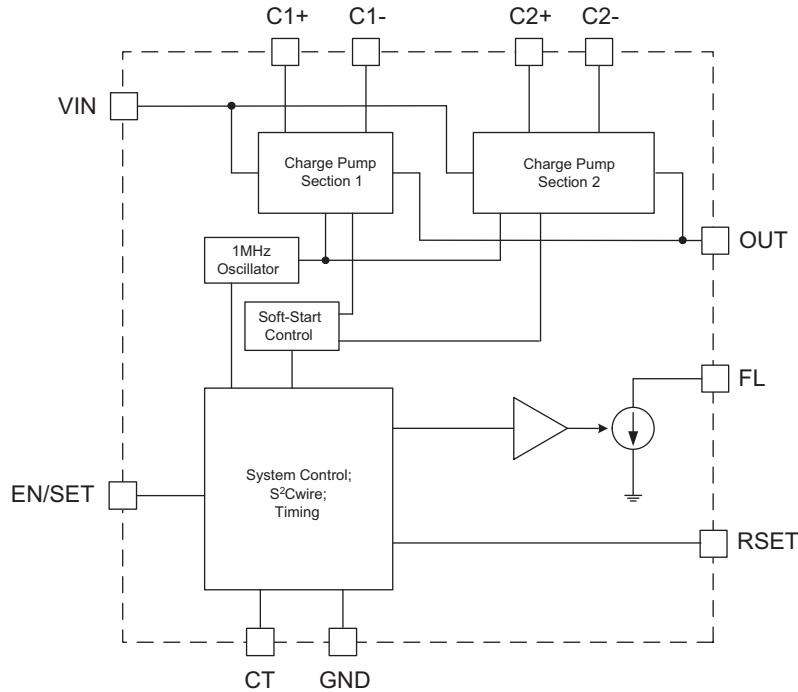 C1+
C1-
C2+
C2-
VIN
Charge Pump
Section 1
Charge Pump
Section 2
1MHz
Oscillator
OUT
Soft-Start
Control
FL
System Control;
S²Cwire;
Timing
EN/SET
RSET
CT
GND